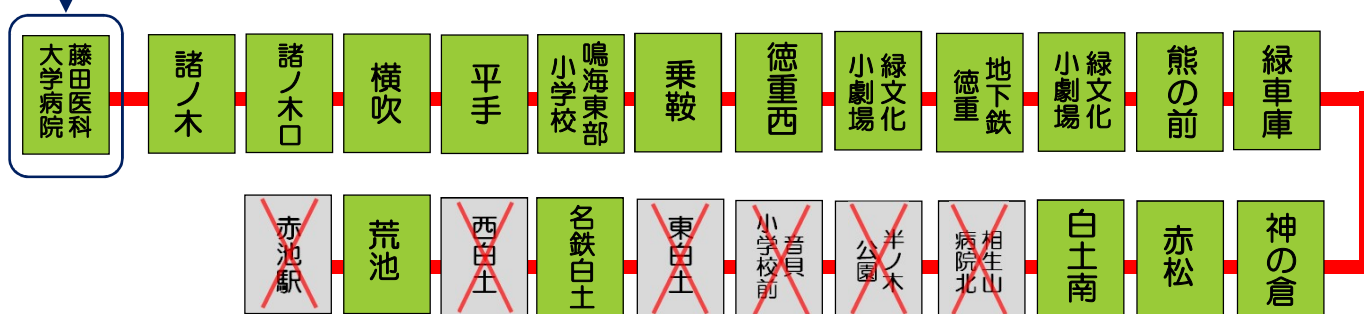 藤田医科
大学病院
諸ノ木
諸ノ木口
横吹
平手
鳴海東部
小学校
乗鞍
徳重西
緑文化
小劇場
地下鉄
徳重
緑文化
小劇場
熊の前
緑車庫
赤池駅
荒池
西白土
名鉄白土
東白土
音貝
小学校前
半ノ木
公園
相生山
病院北
白土南
赤松
神の倉